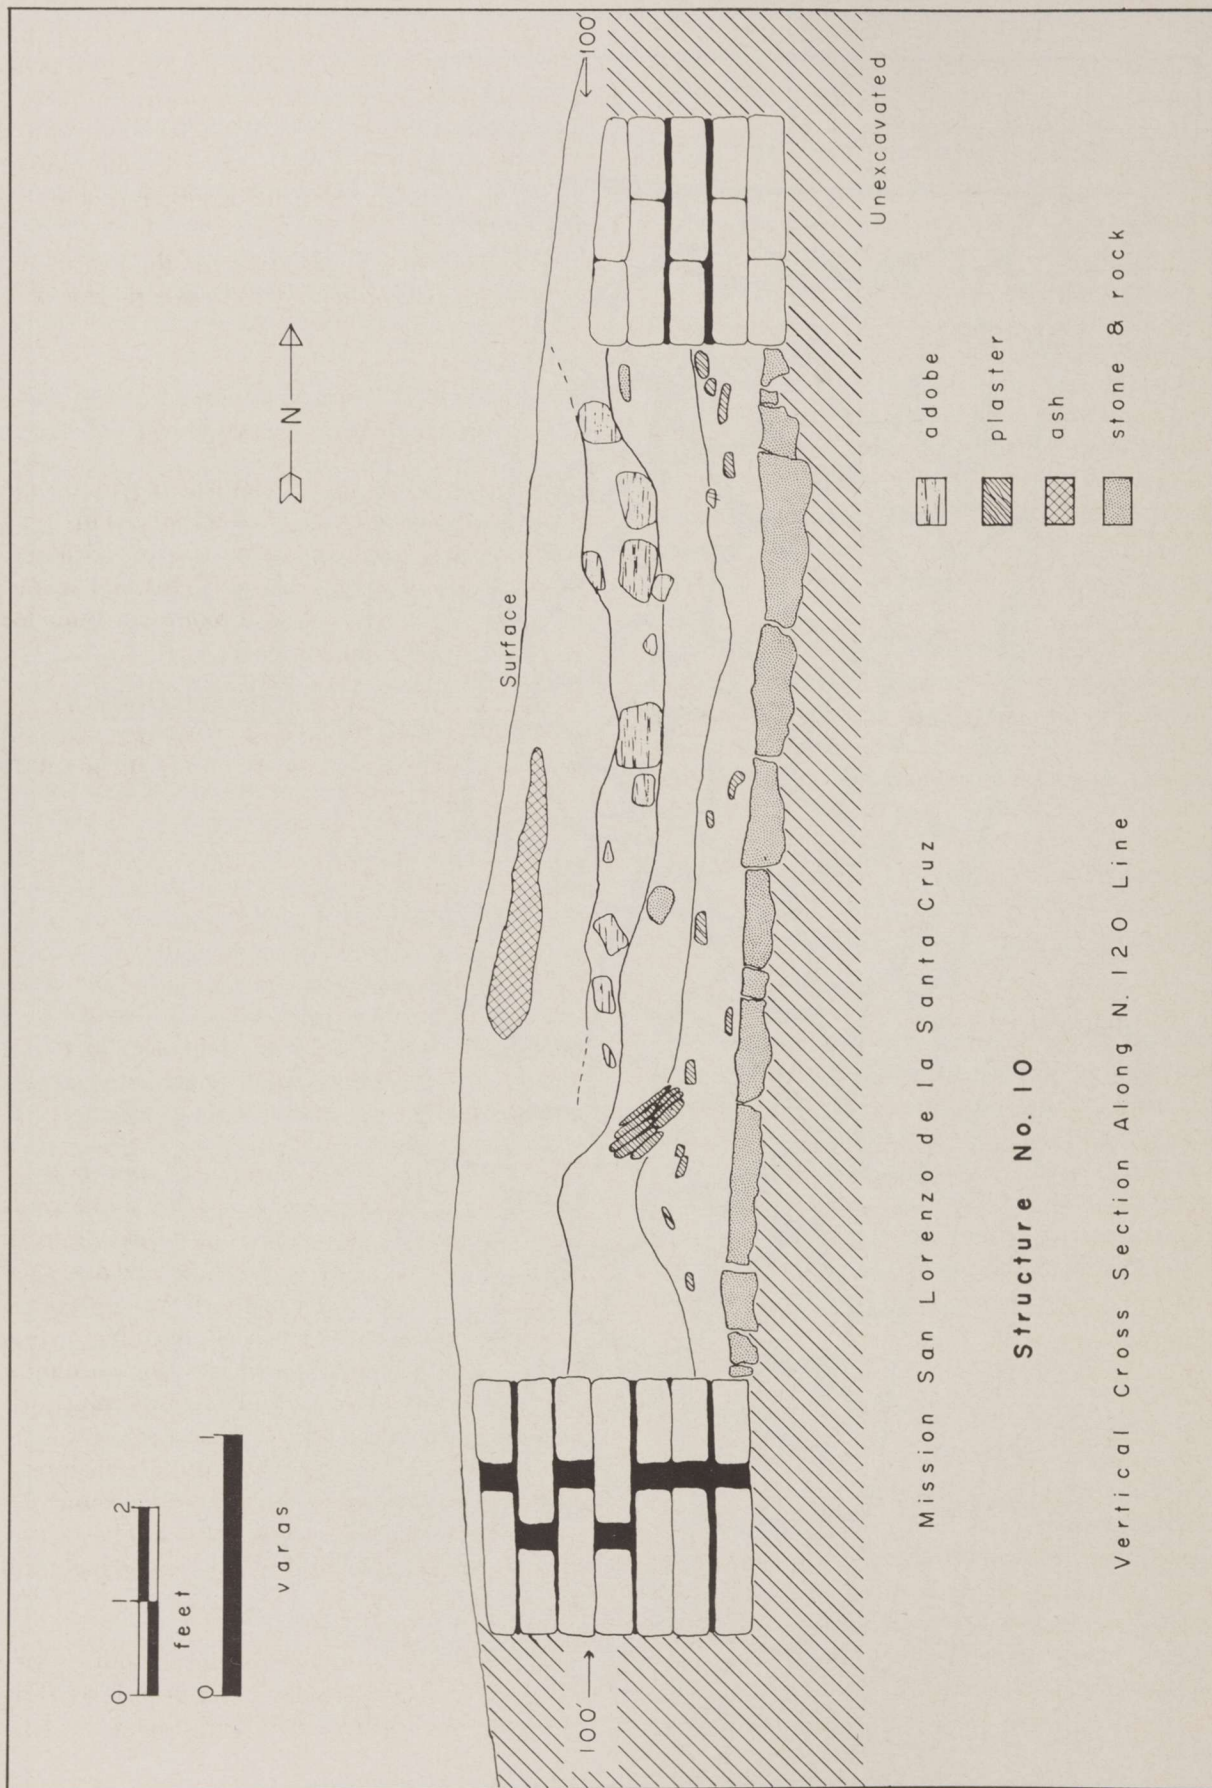 0 1 2
feet
0 1
varas
N
Surface
100'
100'
Unexcavated
Mission San Lorenzo de la Santa Cruz
Structure No. 10
Vertical Cross Section Along N. 120 Line
adobe
plaster
ash
stone & rock